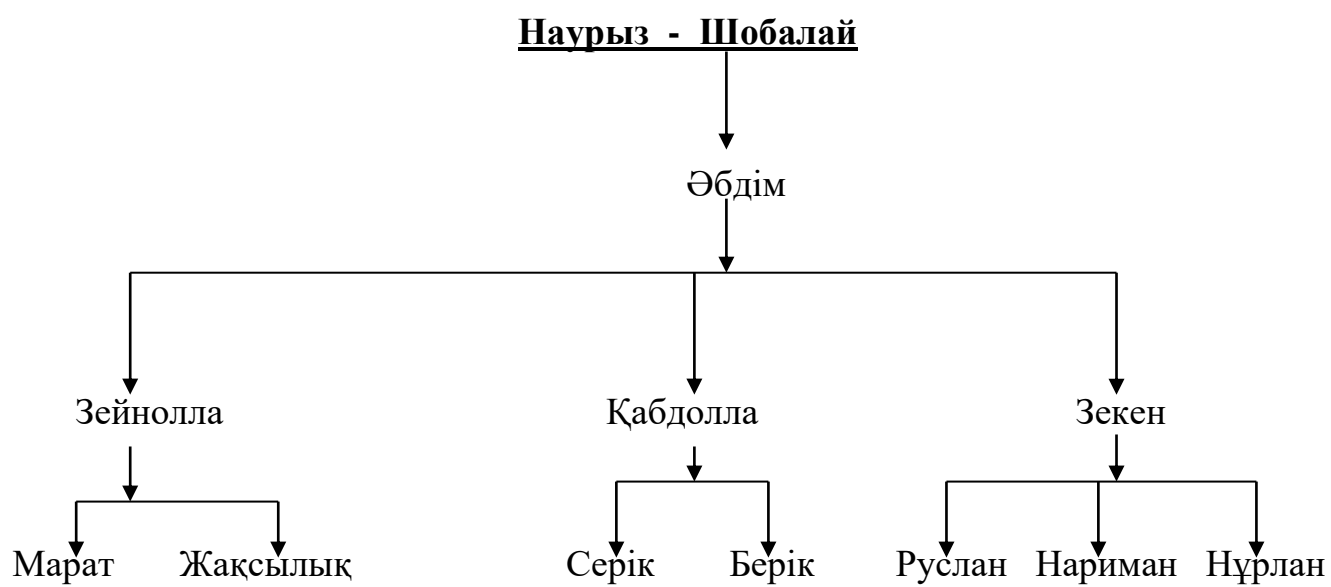 Наурыз - Шобалай
Әбдім
Зейнолла Қабдолла Зекен
Марат Жақсылық Серік Берік Руслан Нариман Нұрлан